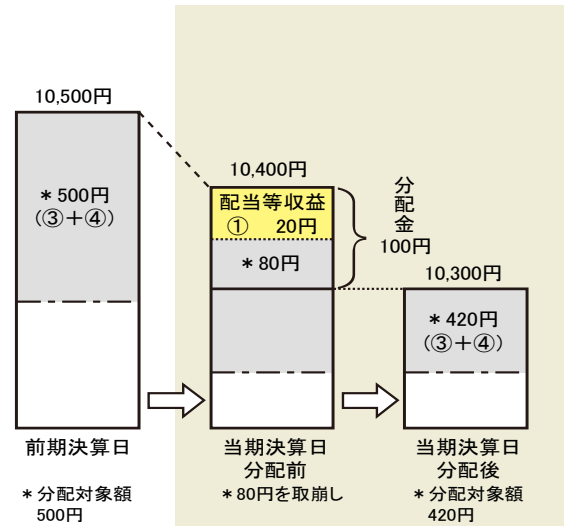 10,500円
＊500円
（③＋④）
前期決算日
＊分配対象額
500円
10,400円
配当等収益
① 20円
＊80円
分配金
100円
当期決算日
分配前
＊80円を取崩し
10,300円
＊420円
（③＋④）
当期決算日
分配後
＊分配対象額
420円